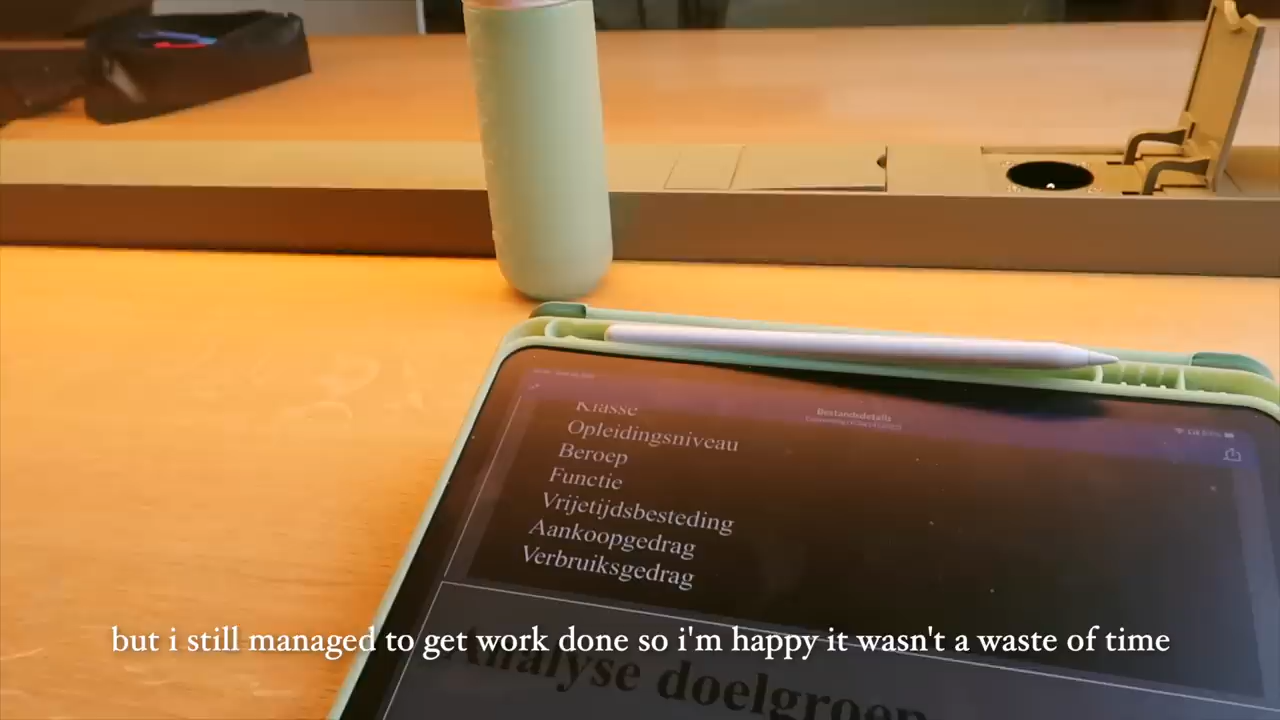 Klasse
Opleidingsniveau
Beroep
Functie
Vrijetijdsbesteding
Aankoopgedrag
Verbruiksgedrag
Bestandsdetails
Analyse doelgroep
but i still managed to get work done so i'm happy it wasn't a waste of time